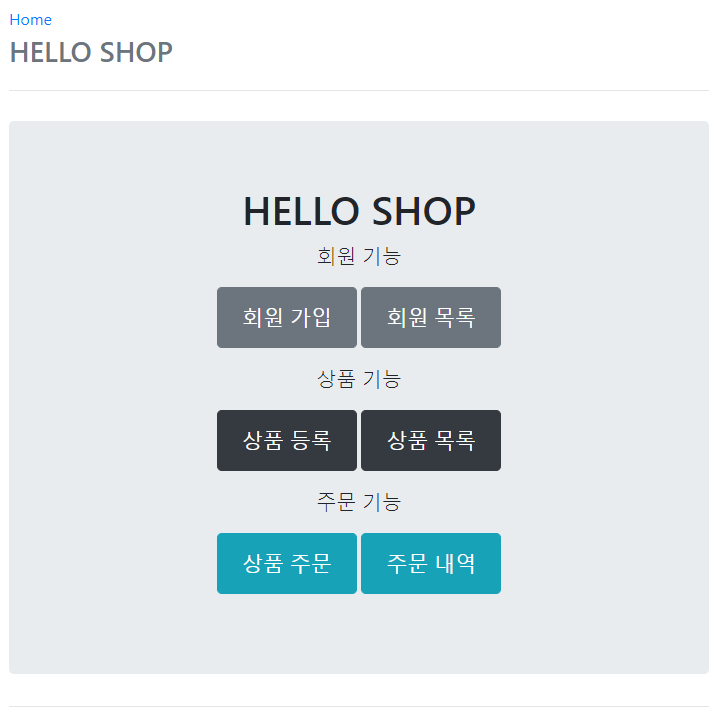 Home
HELLO SHOP
HELLO SHOP
회원 기능
회원 가입 회원 목록
상품 기능
상품 등록 상품 목록
주문 기능
상품 주문 주문 내역